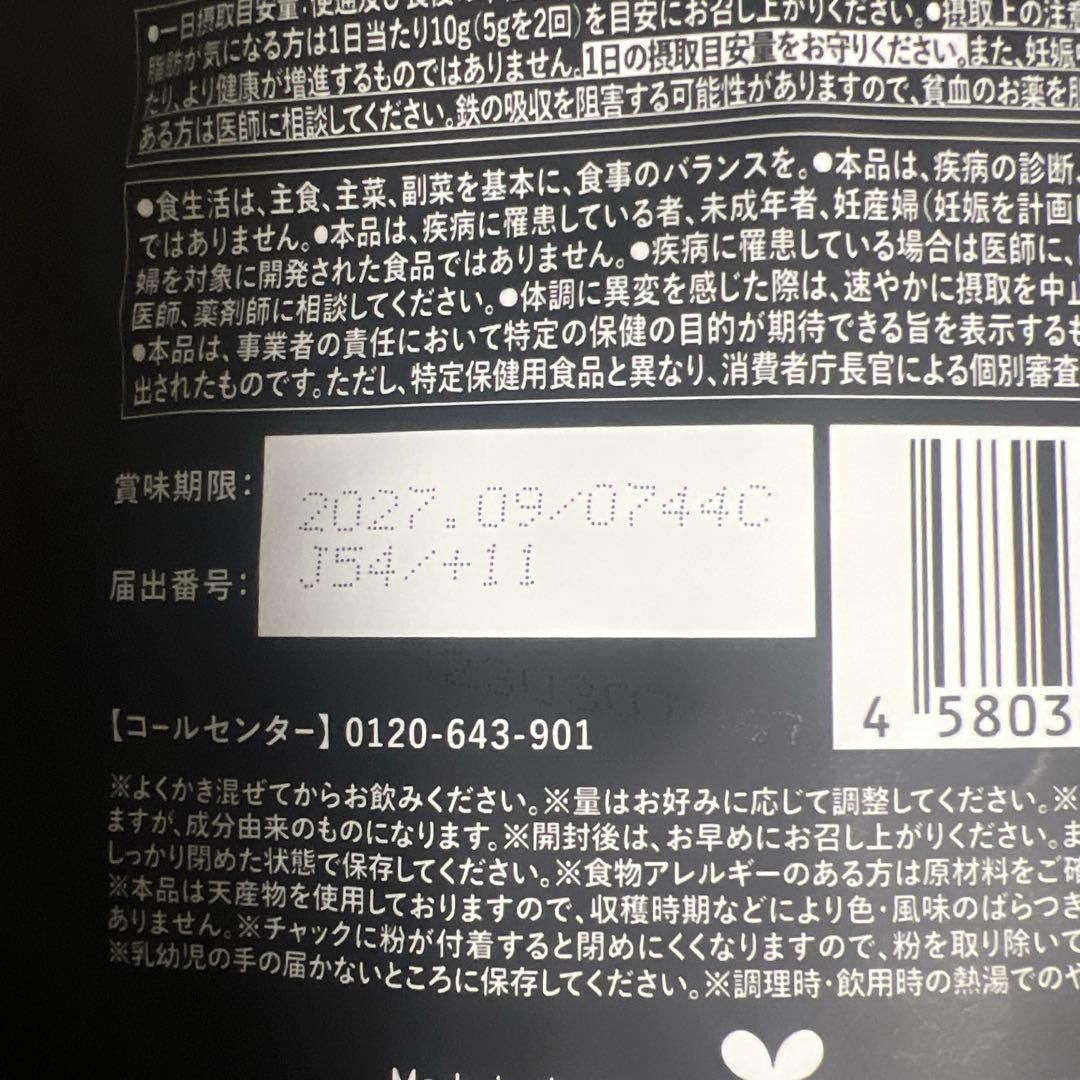 ●一日摂取目安量:便通及び食後の
脂肪が気になる方は1日当たり10g(5gを2回)を目安にお召し上がりください。●摂取上の注意
たり、より健康が増進するものではありません。1日の摂取目安量をお守りください。また、妊娠
ある方は医師に相談してください。鉄の吸収を阻害する可能性がありますので、貧血のお薬を
●食生活は、主食、主菜、副菜を基本に、食事のバランスを。●本品は、疾病の診断、
ではありません。●本品は、疾病に罹患している者、未成年者、妊産婦(妊娠を計画し
婦を対象に開発された食品ではありません。●疾病に罹患している場合は医師に、
医師、薬剤師に相談してください。●体調に異変を感じた際は、速やかに摂取を中止
●本品は、事業者の責任において特定の保健の目的が期待できる旨を表示するも
出されたものです。ただし、特定保健用食品と異なり、消費者庁長官による個別審査
賞味期限: 2027.09/0744C
届出番号: J54/+11
4 5803
【コールセンター】0120-643-901
※よくかき混ぜてからお飲みください。※量はお好みに応じて調整してください。※
ますが、成分由来のものになります。※開封後は、お早めにお召し上がりください。ま
しっかり閉めた状態で保存してください。※食物アレルギーのある方は原材料をご確
※本品は天産物を使用しておりますので、収穫時期などにより色・風味のばらつき
ありません。※チャックに粉が付着すると閉めにくくなりますので、粉を取り除いて
※乳幼児の手の届かないところに保存してください。※調理時・飲用時の熱湯でのや